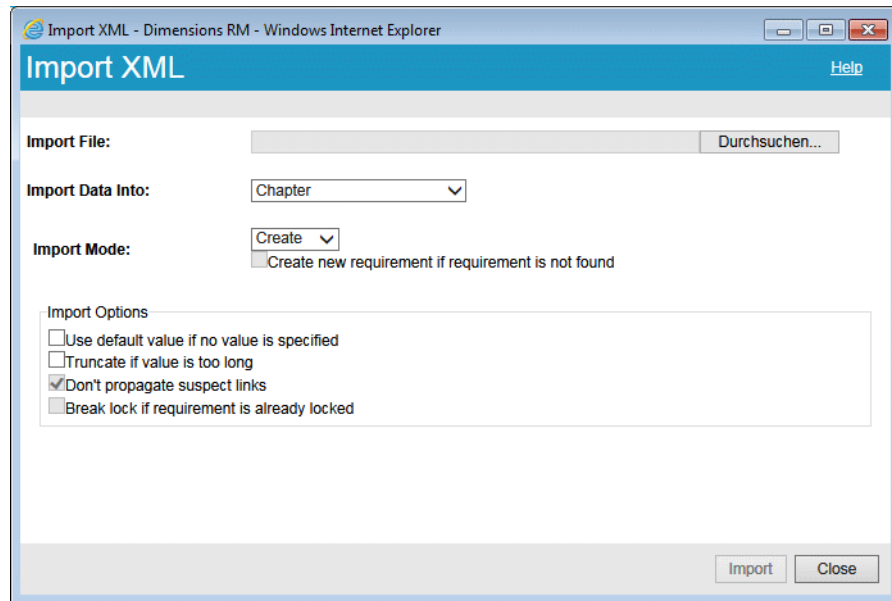 Import XML - Dimensions RM - Windows Internet Explorer
Import XML
Help
Import File:
Durchsuchen...
Import Data Into:
Chapter
Import Mode:
Create
Create new requirement if requirement is not found
Import Options
Use default value if no value is specified
Truncate if value is too long
Don't propagate suspect links
Break lock if requirement is already locked
Import
Close